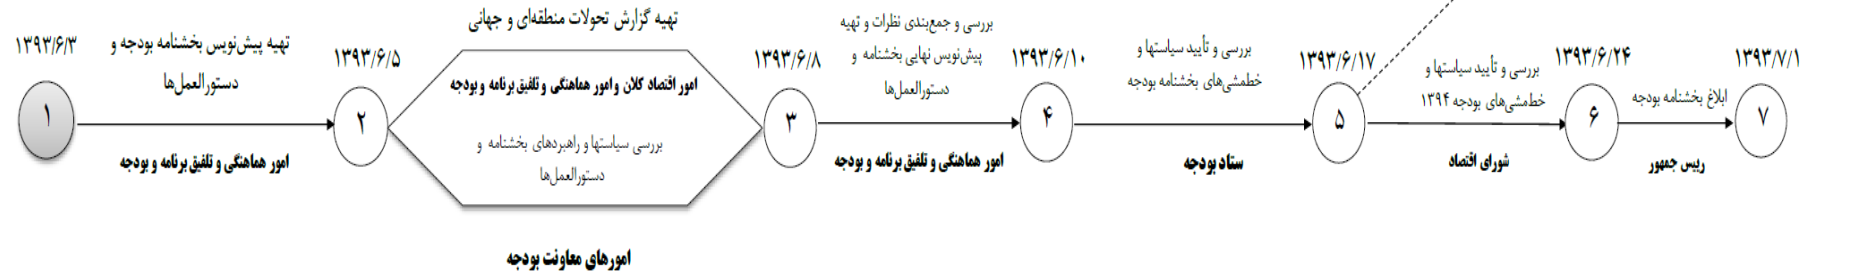 ۱۳۹۳/۶/۳
۱
تهیه پیش‌نویس بخشنامه بودجه و
دستورالعمل‌ها
امور هماهنگی و تلفیق برنامه و بودجه
۱۳۹۳/۶/۵
۲
تهیه گزارش تحولات منطقه‌ای و جهانی
امور اقتصاد کلان و امور هماهنگی و تلفیق برنامه و بودجه
بررسی سیاستها و راهبردهای بخشنامه و
دستورالعمل‌ها
امورهای معاونت بودجه
۱۳۹۳/۶/۸
۳
بررسی و جمع‌بندی نظرات و تهیه
پیش‌نویس نهایی بخشنامه و
دستورالعمل‌ها
امور هماهنگی و تلفیق برنامه و بودجه
۱۳۹۳/۶/۱۰
۴
بررسی و تأیید سیاستها و
خطمشی‌های بخشنامه بودجه
ستاد بودجه
۱۳۹۳/۶/۱۷
۵
بررسی و تأیید سیاستها و
خطمشی‌های بودجه ۱۳۹۴
شورای اقتصاد
۱۳۹۳/۶/۲۴
۶
ابلاغ بخشنامه بودجه
رییس جمهور
۱۳۹۳/۷/۱
۷